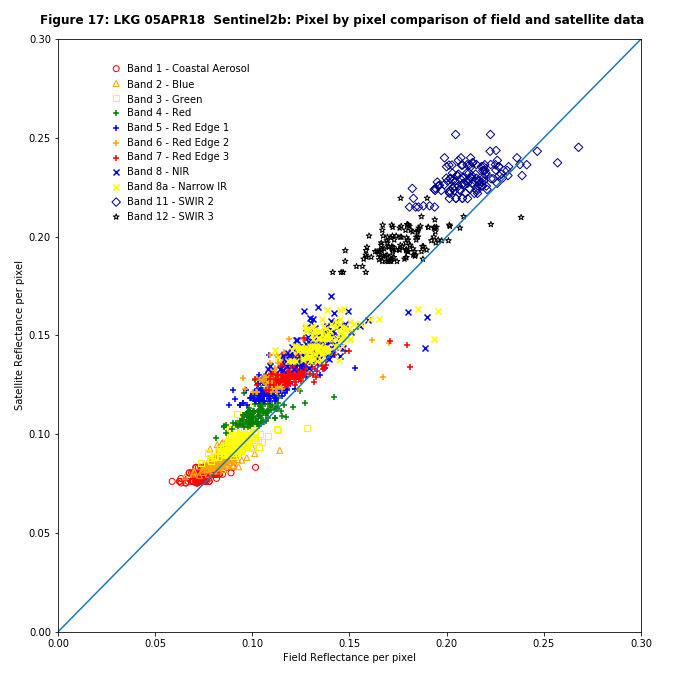 Figure 17: LKG 05APR18  Sentinel2b: Pixel by pixel comparison of field and satellite data
0.30
Band 1 - Coastal Aerosol
Band 2 - Blue
Band 3 - Green
Band 4 - Red
Band 5 - Red Edge 1
Band 6 - Red Edge 2
Band 7 - Red Edge 3
Band 8 - NIR
Band 8a - Narrow IR
Band 11 - SWIR 2
Band 12 - SWIR 3
0.25
0.20
0.15
0.10
0.05
0.00
Satellite Reflectance per pixel
0.00 0.05 0.10 0.15 0.20 0.25 0.30
Field Reflectance per pixel